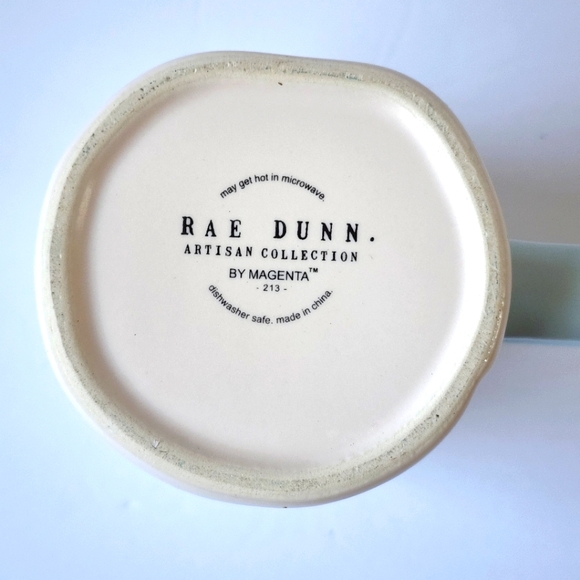 may get hot in microwave.
RAE DUNN.
ARTISAN COLLECTION
BY MAGENTA™
- 213 -
dishwasher safe. made in china.